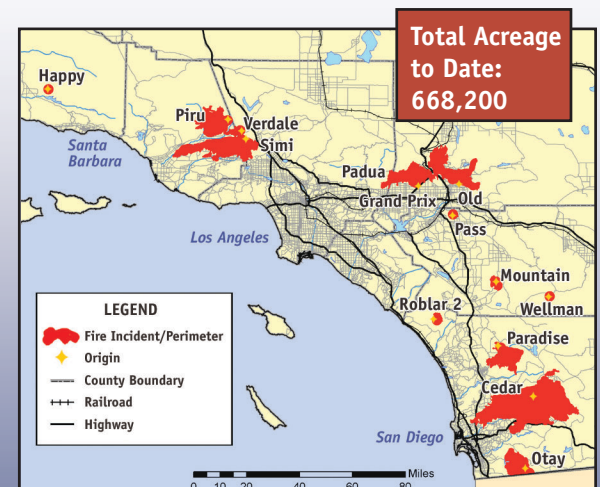 Total Acreage
to Date:
668,200
Happy
Piru
Verdale
Simi
Santa
Barbara
Padua
Grand Prix
Old
Pass
Los Angeles
Mountain
Wellman
Roblar 2
Paradise
Cedar
San Diego
Otay
LEGEND
Fire Incident/Perimeter
Origin
County Boundary
Railroad
Highway
Miles
0 10 20 40 60 80